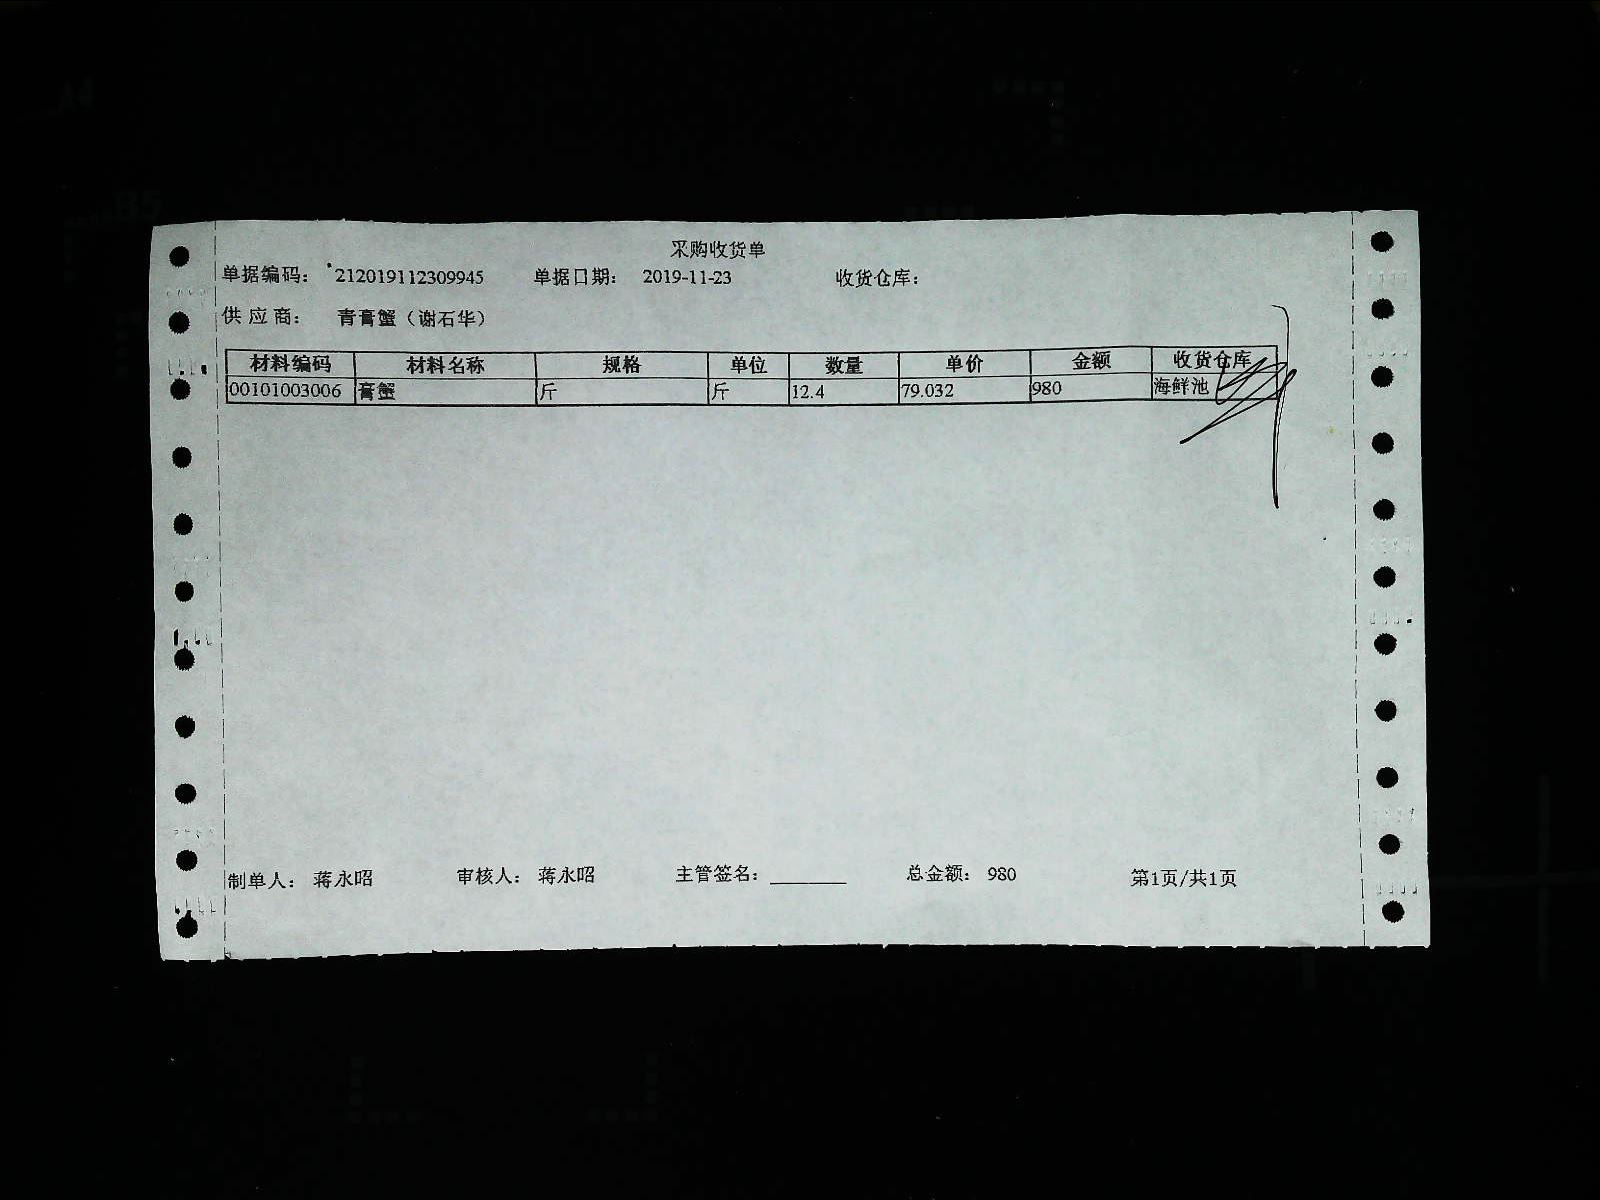 采购收货单
单据编码： 212019112309945 单据日期： 2019-11-23 收货仓库：
供应商： 青膏蟹（谢石华）
材料编码 材料名称 规格 单位 数量 单价 金额 收货仓库
00101003006 膏蟹 斤 斤 12.4 79.032 980 海鲜池
制单人： 蒋永昭 审核人： 蒋永昭 主管签名：________ 总金额： 980 第1页/共1页